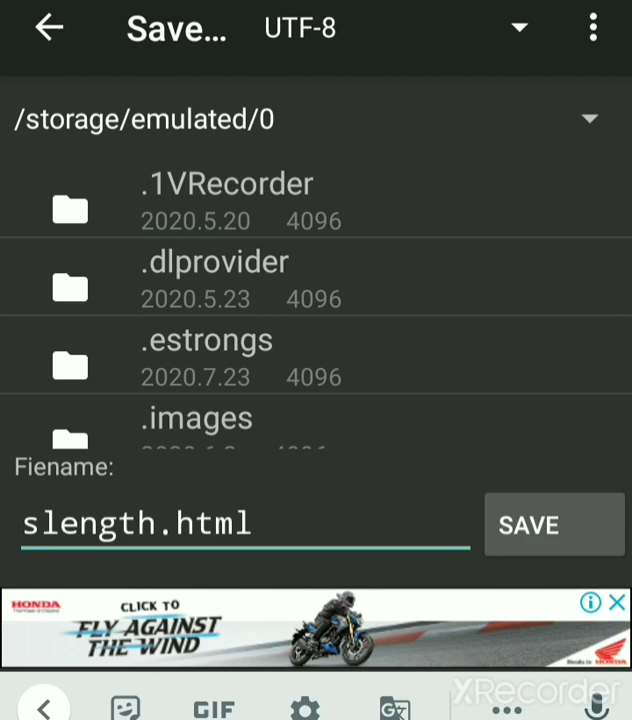 Save... UTF-8
/storage/emulated/0
.1VRecorder
2020.5.20 4096
.dlprovider
2020.5.23 4096
.estrongs
2020.7.23 4096
.images
Fiename:
slength.html
SAVE
HONDA
CLICK TO
FLY AGAINST
THE WIND
HONDA
GIF
XRecorder